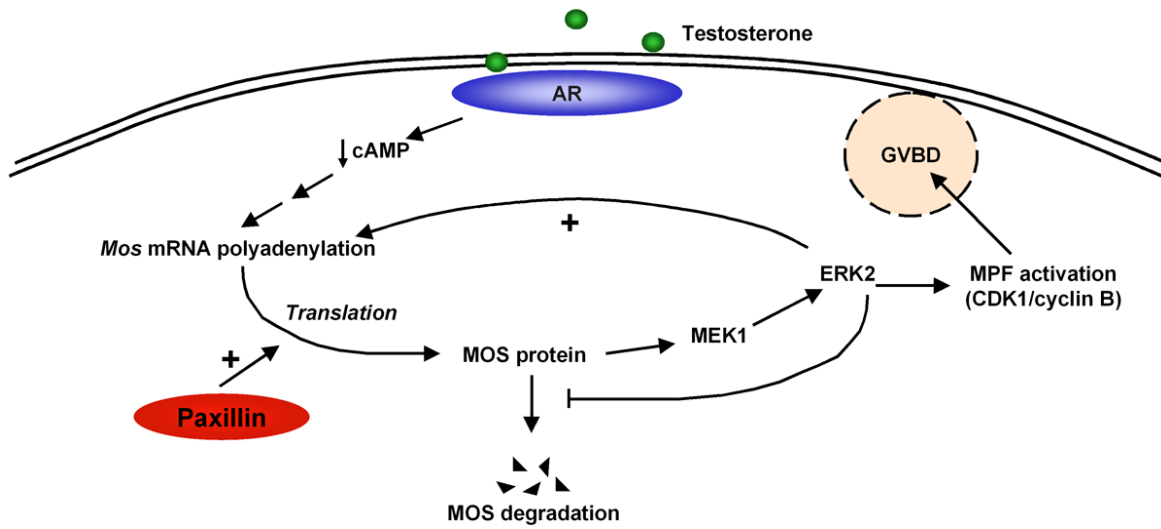 Testosterone
AR
↓cAMP
GVBD
+
Mos mRNA polyadenylation
ERK2
MPF activation
(CDK1/cyclin B)
Translation
MEK1
+
MOS protein
Paxillin
MOS degradation